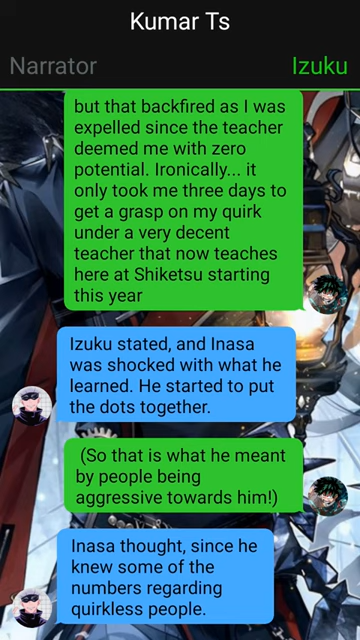 Kumar Ts
Narrator
Izuku
but that backfired as I was
expelled since the teacher
deemed me with zero
potential. Ironically... it
only took me three days to
get a grasp on my quirk
under a very decent
teacher that now teaches
here at Shiketsu starting
this year
Izuku stated, and Inasa
was shocked with what he
learned. He started to put
the dots together.
(So that is what he meant
by people being
aggressive towards him!)
Inasa thought, since he
knew some of the
numbers regarding
quirkless people.